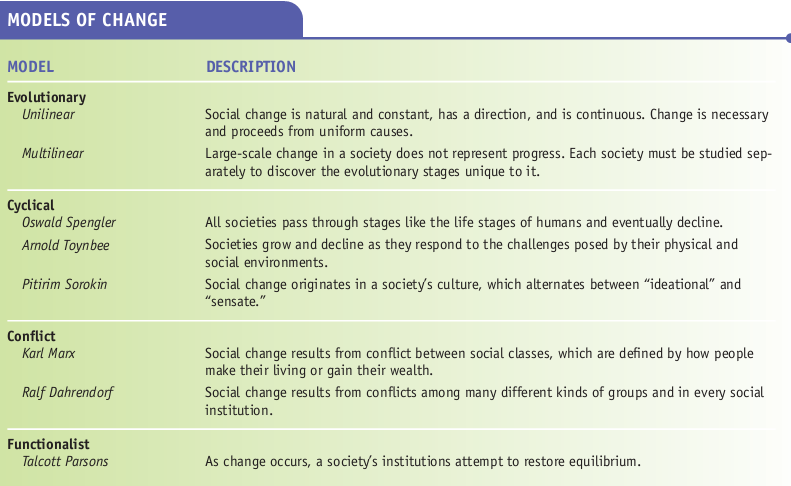 MODELS OF CHANGE
MODEL DESCRIPTION
Evolutionary
Unilinear Social change is natural and constant, has a direction, and is continuous. Change is necessary
and proceeds from uniform causes.
Multilinear Large-scale change in a society does not represent progress. Each society must be studied sep-
arately to discover the evolutionary stages unique to it.
Cyclical
Oswald Spengler All societies pass through stages like the life stages of humans and eventually decline.
Arnold Toynbee Societies grow and decline as they respond to the challenges posed by their physical and
social environments.
Pitirim Sorokin Social change originates in a society’s culture, which alternates between “ideational” and
“sensate.”
Conflict
Karl Marx Social change results from conflict between social classes, which are defined by how people
make their living or gain their wealth.
Ralf Dahrendorf Social change results from conflicts among many different kinds of groups and in every social
institution.
Functionalist
Talcott Parsons As change occurs, a society’s institutions attempt to restore equilibrium.